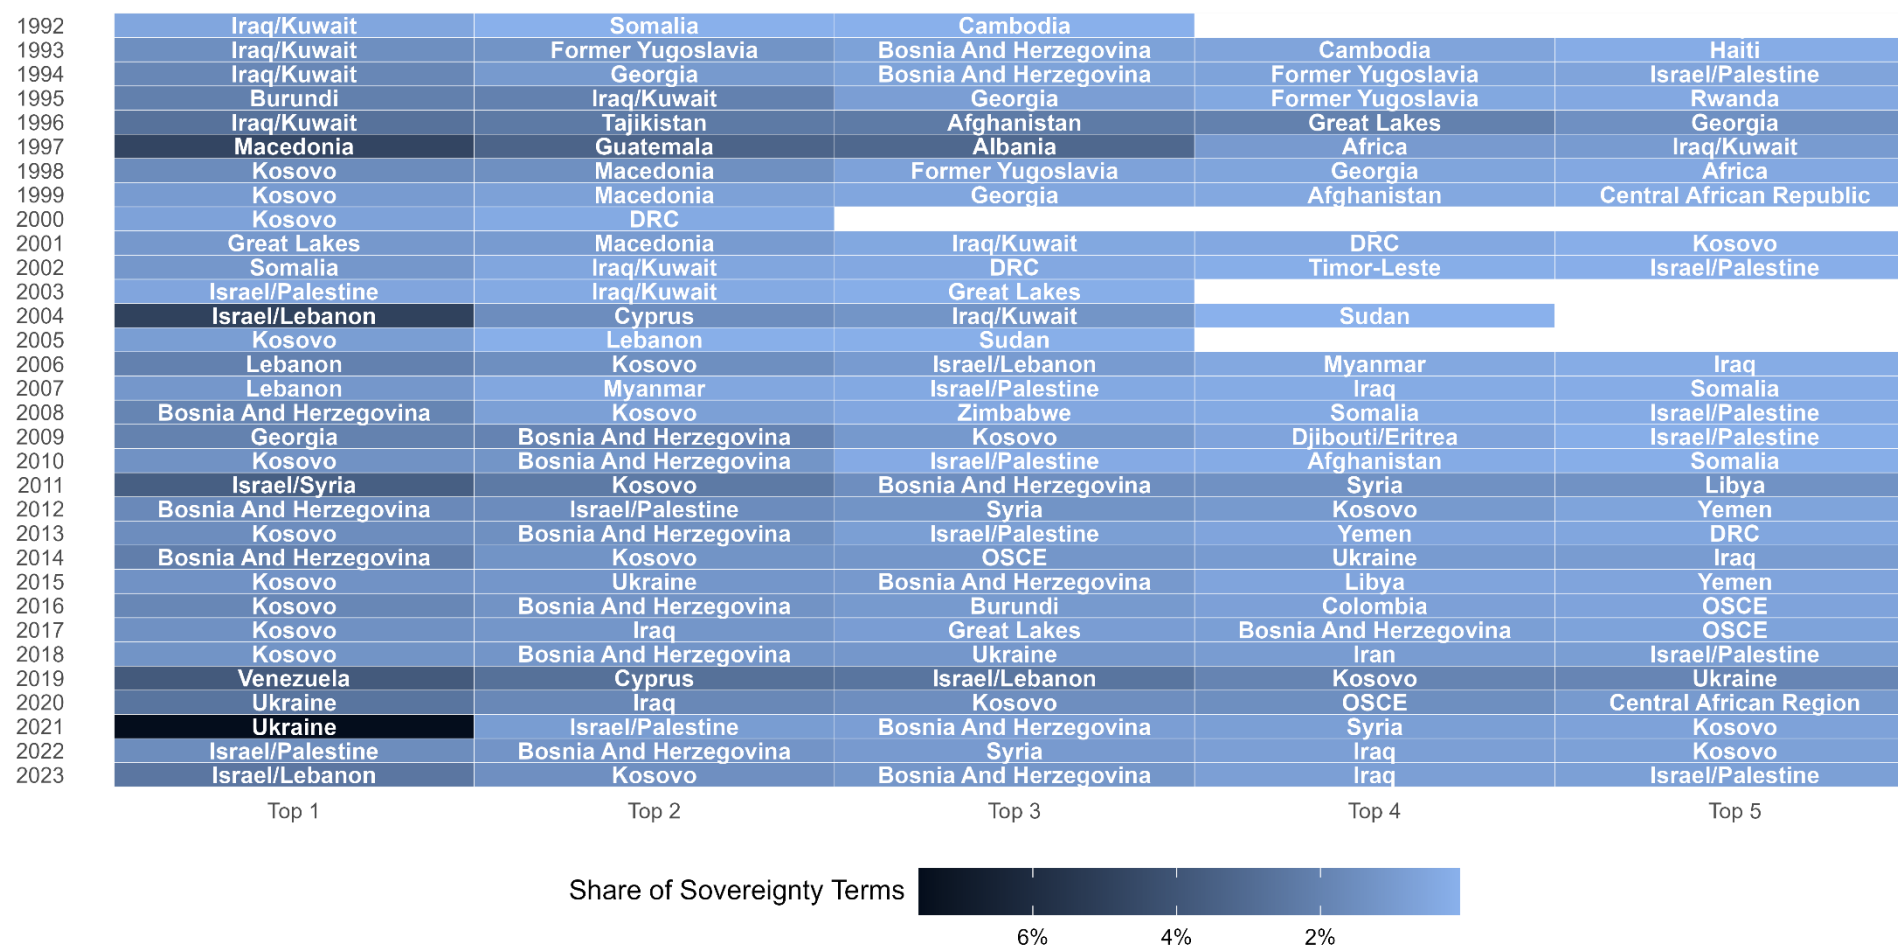 1992 Iraq/Kuwait Somalia Cambodia
1993 Iraq/Kuwait Former Yugoslavia Bosnia And Herzegovina Cambodia Haiti
1994 Iraq/Kuwait Georgia Bosnia And Herzegovina Former Yugoslavia Israel/Palestine
1995 Burundi Iraq/Kuwait Georgia Former Yugoslavia Rwanda
1996 Iraq/Kuwait Tajikistan Afghanistan Great Lakes Georgia
1997 Macedonia Guatemala Albania Africa Iraq/Kuwait
1998 Kosovo Macedonia Former Yugoslavia Georgia Africa
1999 Kosovo Macedonia Georgia Afghanistan Central African Republic
2000 Kosovo DRC
2001 Great Lakes Macedonia Iraq/Kuwait DRC Kosovo
2002 Somalia Iraq/Kuwait DRC Timor-Leste Israel/Palestine
2003 Israel/Palestine Iraq/Kuwait Great Lakes
2004 Israel/Lebanon Cyprus Iraq/Kuwait Sudan
2005 Kosovo Lebanon Sudan
2006 Lebanon Kosovo Israel/Lebanon Myanmar Iraq
2007 Lebanon Myanmar Israel/Palestine Iraq Somalia
2008 Bosnia And Herzegovina Kosovo Zimbabwe Somalia Israel/Palestine
2009 Georgia Bosnia And Herzegovina Kosovo Djibouti/Eritrea Israel/Palestine
2010 Kosovo Bosnia And Herzegovina Israel/Palestine Afghanistan Somalia
2011 Israel/Syria Kosovo Bosnia And Herzegovina Syria Libya
2012 Bosnia And Herzegovina Israel/Palestine Syria Kosovo Yemen
2013 Kosovo Bosnia And Herzegovina Israel/Palestine Yemen DRC
2014 Bosnia And Herzegovina Kosovo OSCE Ukraine Iraq
2015 Kosovo Ukraine Bosnia And Herzegovina Libya Yemen
2016 Kosovo Bosnia And Herzegovina Burundi Colombia OSCE
2017 Kosovo Iraq Great Lakes Bosnia And Herzegovina OSCE
2018 Kosovo Bosnia And Herzegovina Ukraine Iran Israel/Palestine
2019 Venezuela Cyprus Israel/Lebanon Kosovo Ukraine
2020 Ukraine Iraq Kosovo OSCE Central African Region
2021 Ukraine Israel/Palestine Bosnia And Herzegovina Syria Kosovo
2022 Israel/Palestine Bosnia And Herzegovina Syria Iraq Kosovo
2023 Israel/Lebanon Kosovo Bosnia And Herzegovina Iraq Israel/Palestine
Top 1 Top 2 Top 3 Top 4 Top 5
Share of Sovereignty Terms
6% 4% 2%